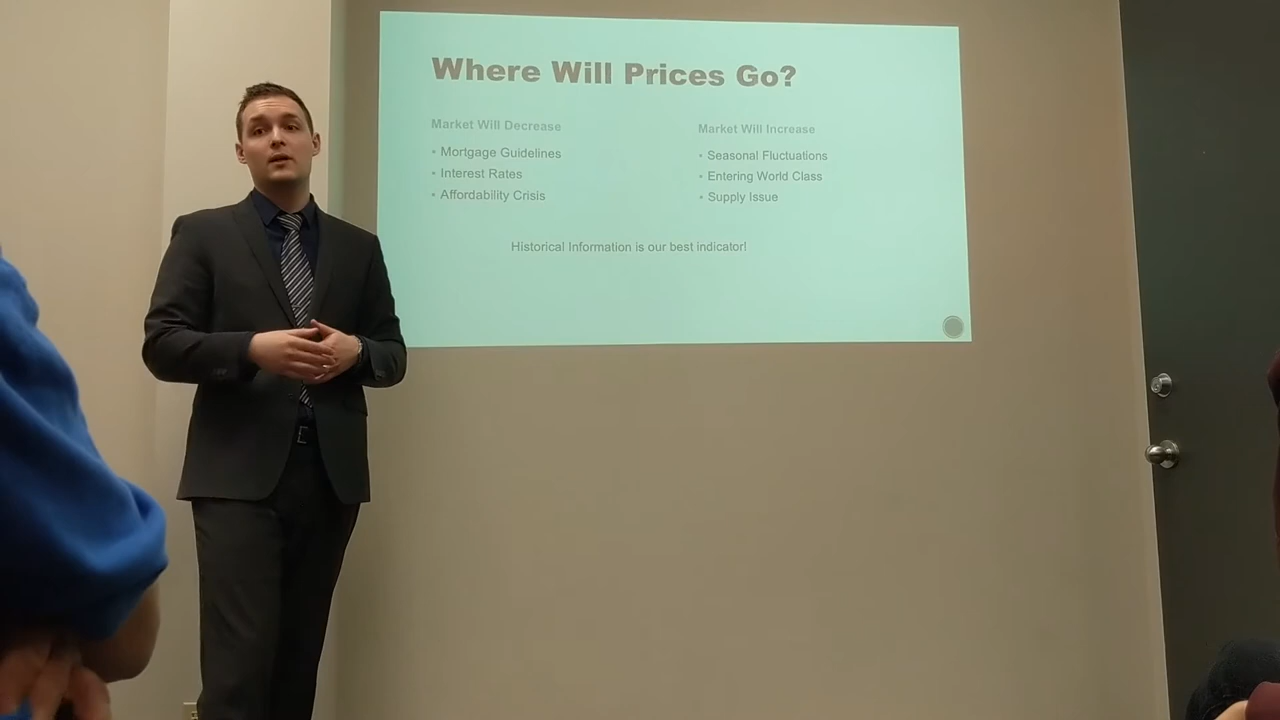 Where Will Prices Go?
Market Will Decrease
• Mortgage Guidelines
• Interest Rates
• Affordability Crisis
Market Will Increase
• Seasonal Fluctuations
• Entering World Class
• Supply Issue
Historical Information is our best indicator!